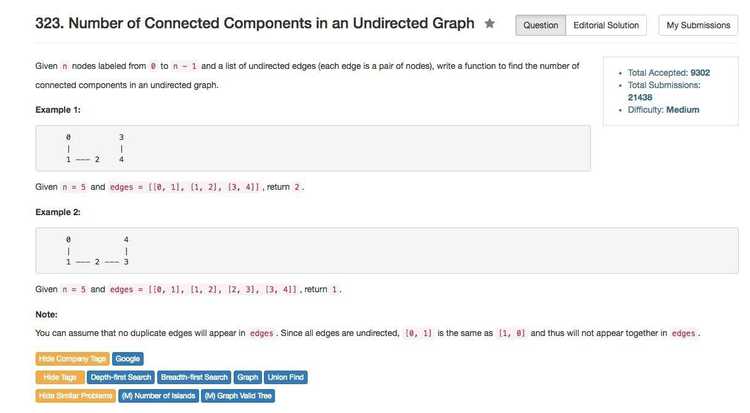 323. Number of Connected Components in an Undirected Graph ★ Question Editorial Solution My Submissions
Given n nodes labeled from 0 to n - 1 and a list of undirected edges (each edge is a pair of nodes), write a function to find the number of
connected components in an undirected graph.
• Total Accepted: 9302
• Total Submissions:
21438
• Difficulty: Medium
Example 1:
0 3
| |
1 --- 2 4
Given n = 5 and edges = [[0, 1], [1, 2], [3, 4]], return 2.
Example 2:
0 4
| |
1 --- 2 --- 3
Given n = 5 and edges = [[0, 1], [1, 2], [2, 3], [3, 4]], return 1.
Note:
You can assume that no duplicate edges will appear in edges. Since all edges are undirected, [0, 1] is the same as [1, 0] and thus will not appear together in edges.
Hide Company Tags Google
Hide Tags Depth-first Search Breadth-first Search Graph Union Find
Hide Similar Problems (M) Number of Islands (M) Graph Valid Tree